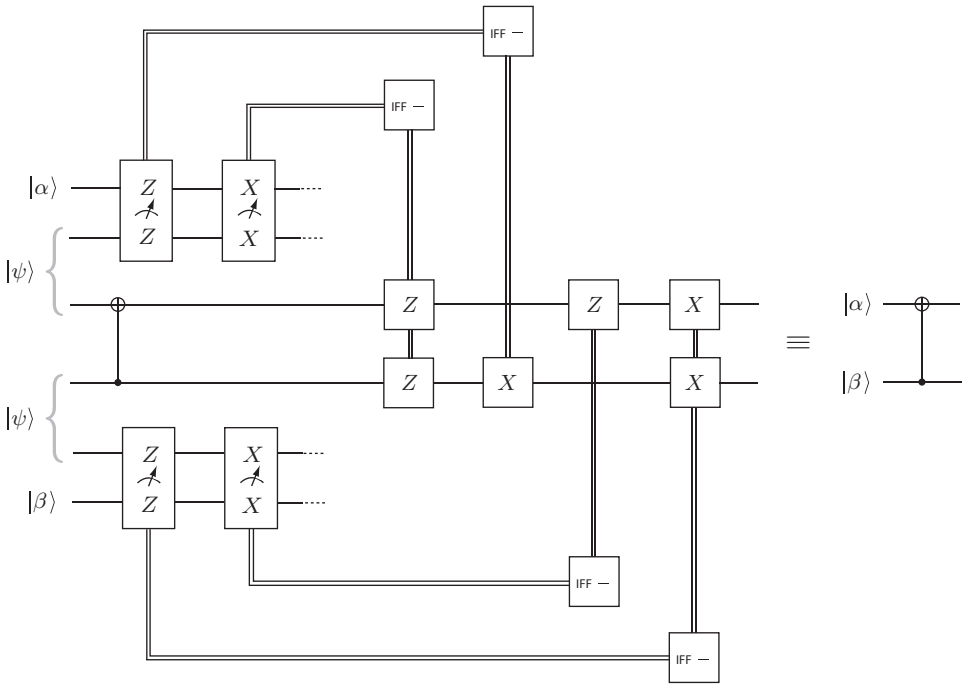 IFF —
IFF —
|α⟩ Z X
Z X
|ψ⟩
Z Z X |α⟩
≡
Z X X |β⟩
|ψ⟩
Z X
|β⟩ Z X
IFF —
IFF —